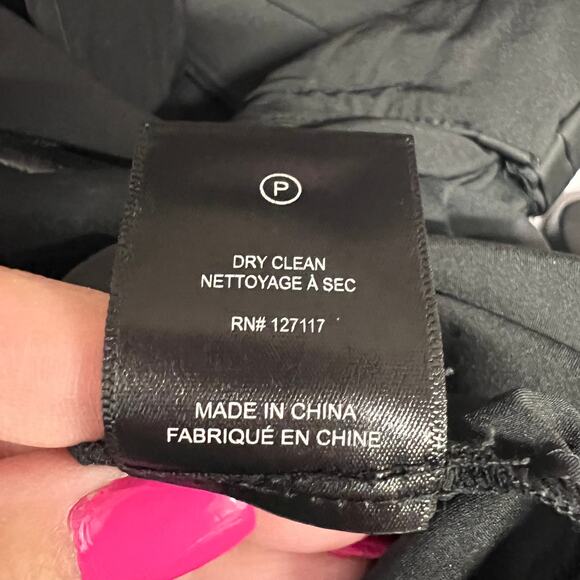 P
DRY CLEAN
NETTOYAGE À SEC
RN# 127117
MADE IN CHINA
FABRIQUÉ EN CHINE